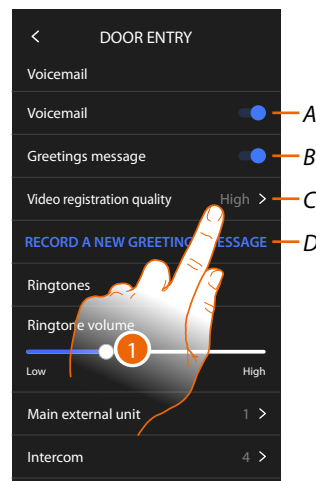 DOOR ENTRY
Voicemail
Voicemail
A
Greetings message
B
Video registration quality High
C
RECORD A NEW GREETING MESSAGE
D
Ringtones
Ringtone volume
1
Low High
Main external unit 1
Intercom 4